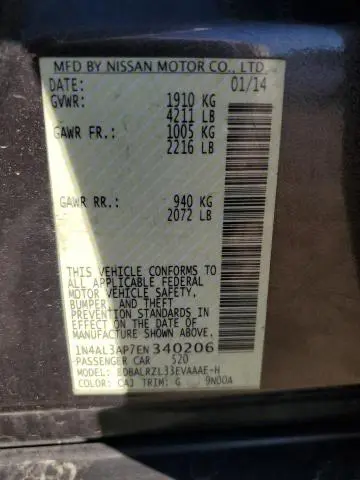 MFD BY NISSAN MOTOR CO., LTD.
DATE: 01/14
GVWR: 1910 KG
4211 LB
GAWR FR.: 1005 KG
2216 LB
GAWR RR.: 940 KG
2072 LB
THIS VEHICLE CONFORMS TO
ALL APPLICABLE FEDERAL
MOTOR VEHICLE SAFETY,
BUMPER, AND THEFT
PREVENTION STANDARDS IN
EFFECT ON THE DATE OF
MANUFACTURE SHOWN ABOVE.
1N4AL3AP7EN340206
PASSENGER CAR 520
MODEL: BDBALRZL33EVAAAE-H
COLOR: CAJ TRIM: G 9N00A